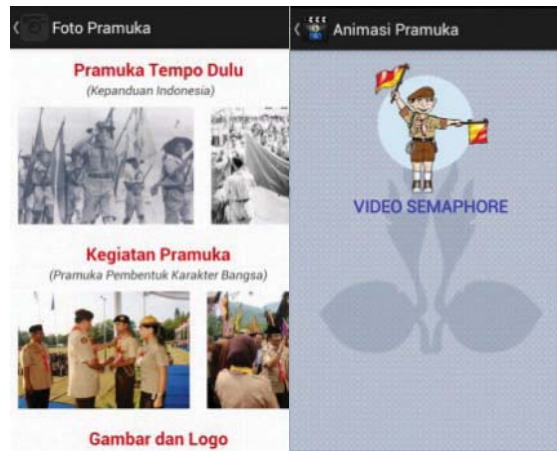 Foto Pramuka
Pramuka Tempo Dulu
(Kepanduan Indonesia)
Kegiatan Pramuka
(Pramuka Pembentuk Karakter Bangsa)
Gambar dan Logo
Animasi Pramuka
VIDEO SEMAPHORE